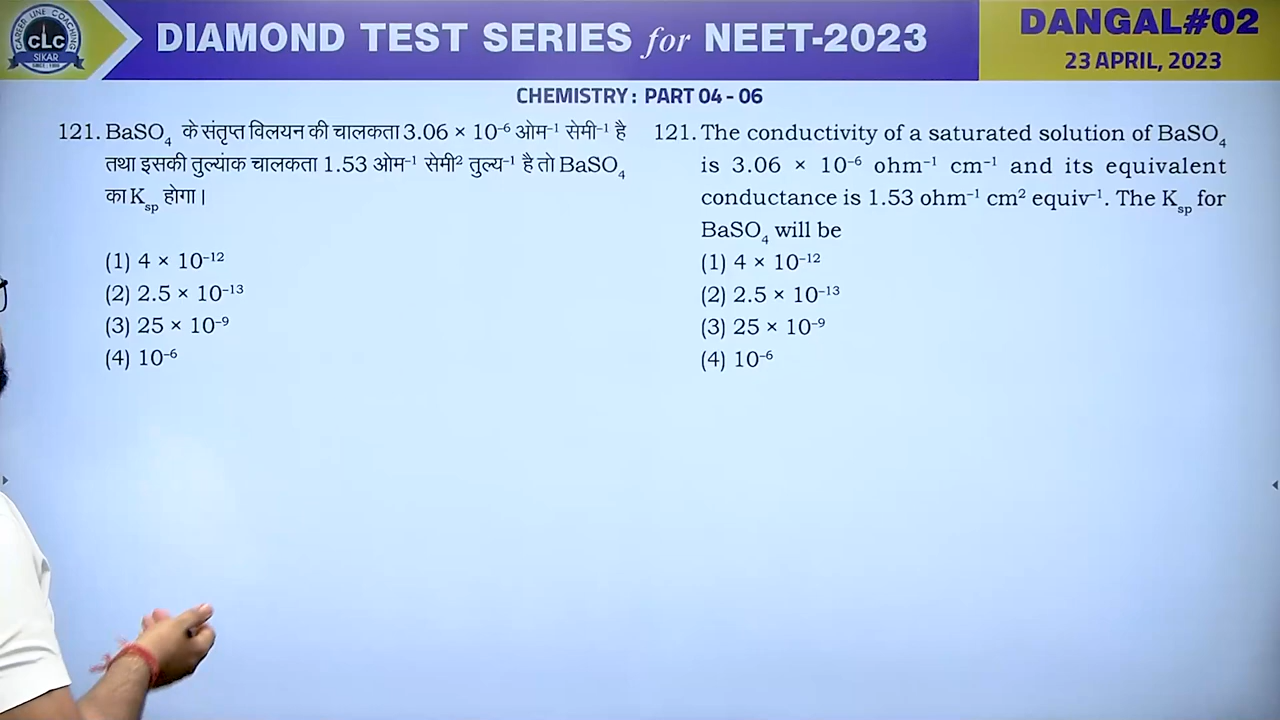 CAREER LINE COACHING
CLC
SIKAR
DIAMOND TEST SERIES for NEET-2023
DANGAL#02
23 APRIL, 2023
CHEMISTRY : PART 04 - 06
121. BaSO₄ के संतृप्त विलयन की चालकता 3.06 × 10⁻⁶ ओम⁻¹ सेमी⁻¹ है
तथा इसकी तुल्यांक चालकता 1.53 ओम⁻¹ सेमी² तुल्य⁻¹ है तो BaSO₄
का Ksp होगा।
(1) 4 × 10⁻¹²
(2) 2.5 × 10⁻¹³
(3) 25 × 10⁻⁹
(4) 10⁻⁶
121. The conductivity of a saturated solution of BaSO₄
is 3.06 × 10⁻⁶ ohm⁻¹ cm⁻¹ and its equivalent
conductance is 1.53 ohm⁻¹ cm² equiv⁻¹. The Ksp for
BaSO₄ will be
(1) 4 × 10⁻¹²
(2) 2.5 × 10⁻¹³
(3) 25 × 10⁻⁹
(4) 10⁻⁶